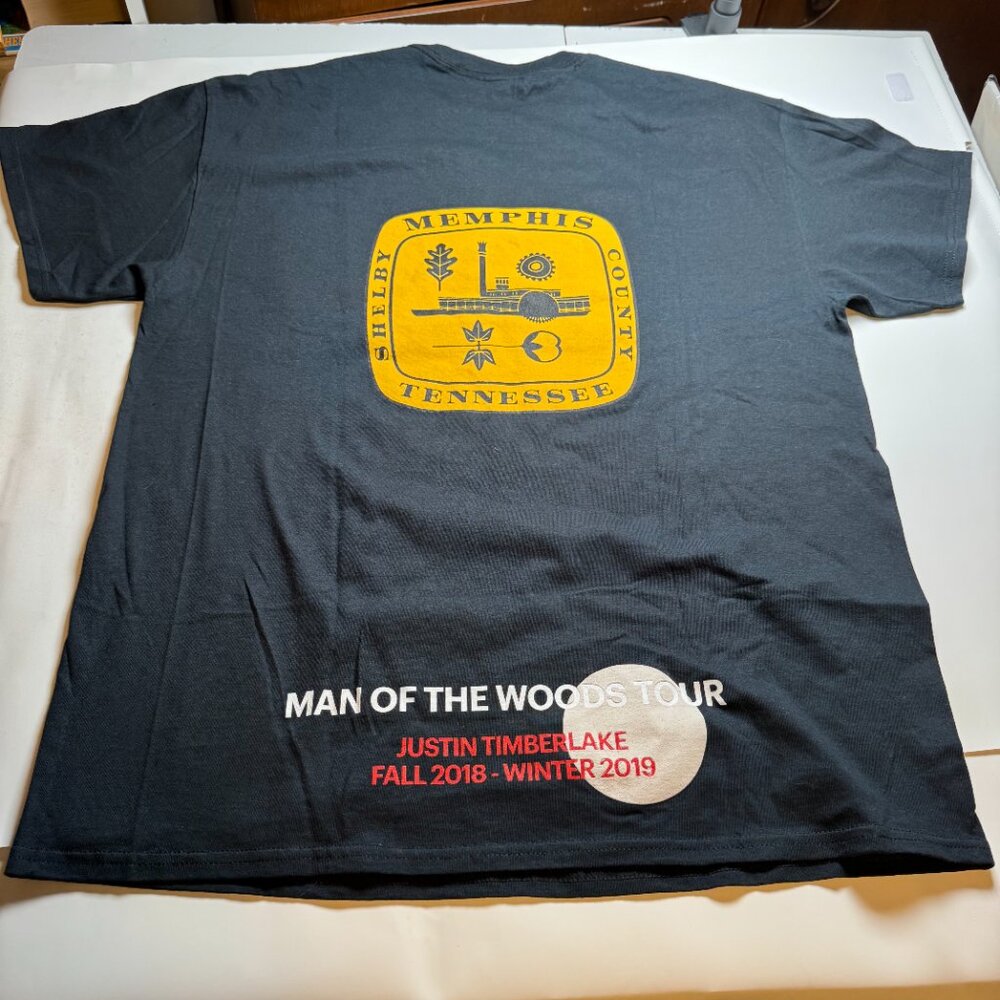 MEMPHIS
SHELBY COUNTY
TENNESSEE
MAN OF THE WOODS TOUR
JUSTIN TIMBERLAKE
FALL 2018 - WINTER 2019